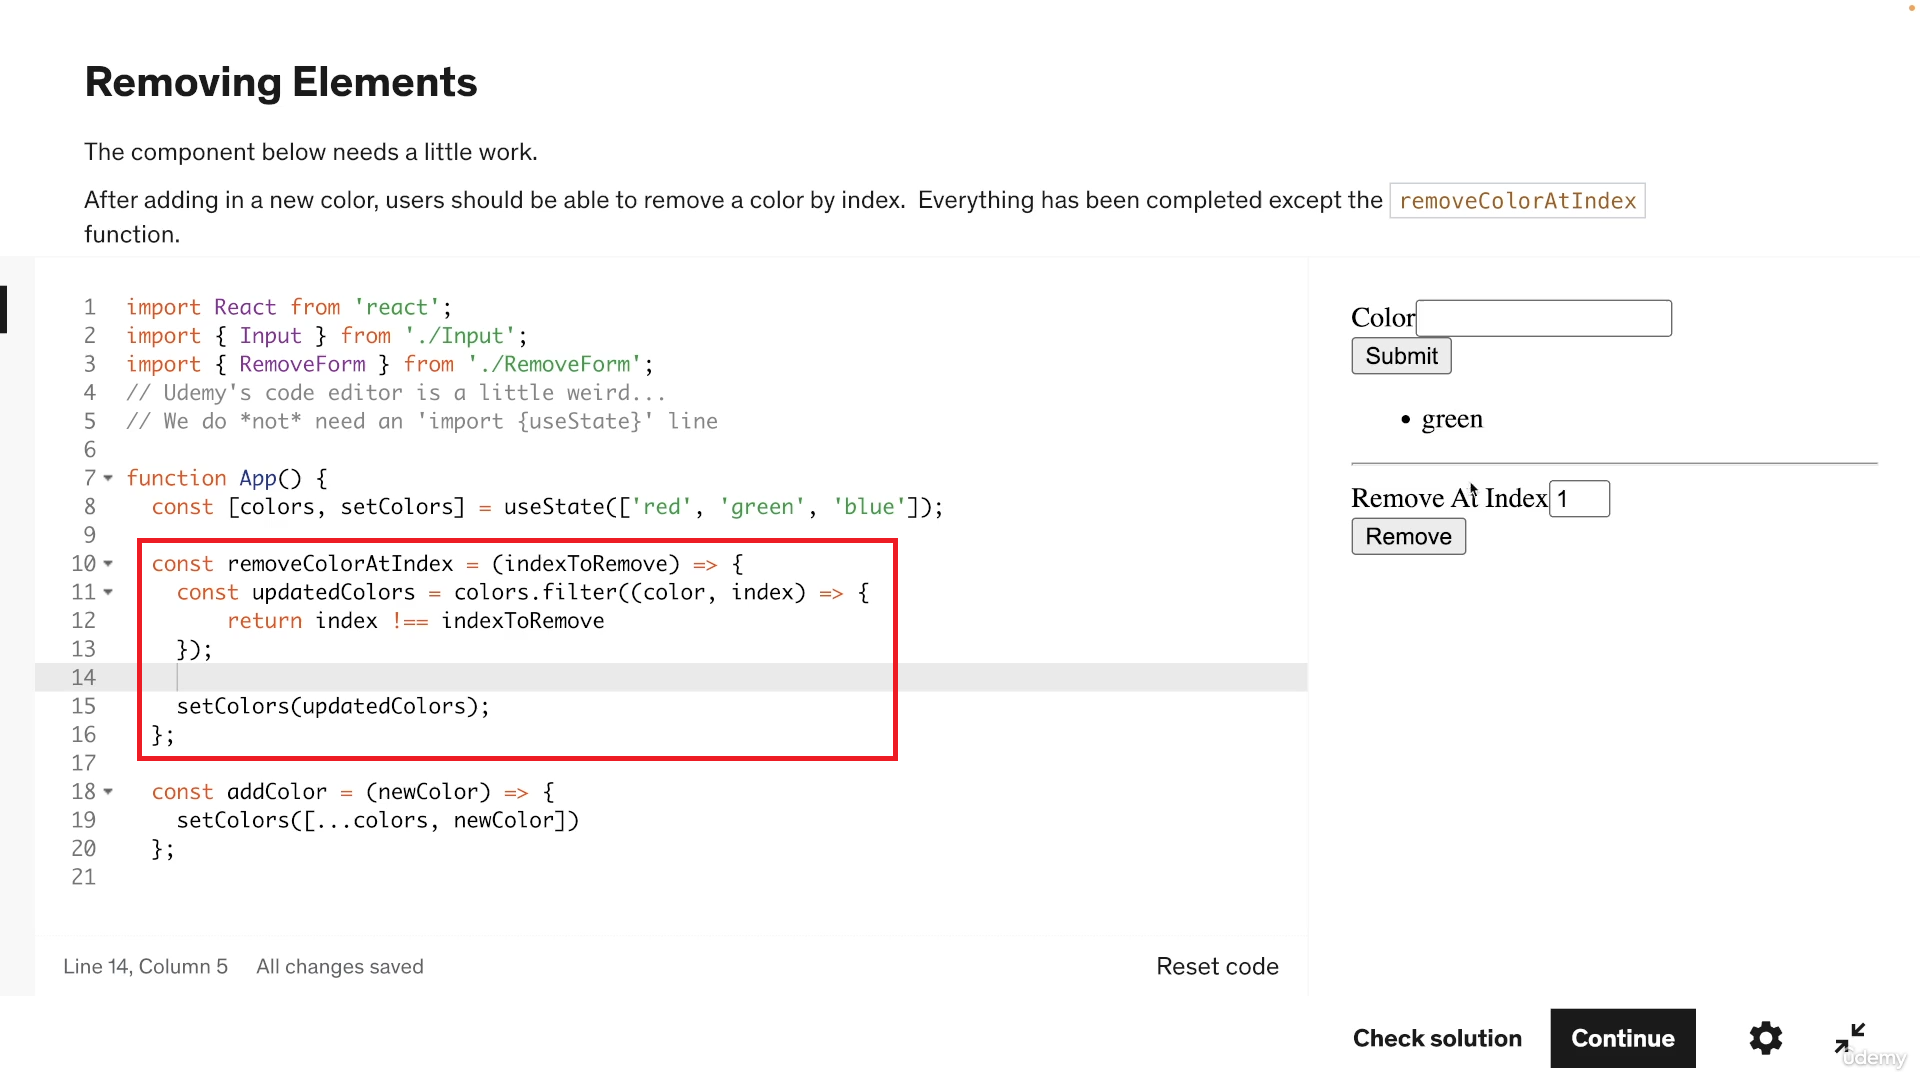 Removing Elements
The component below needs a little work.
After adding in a new color, users should be able to remove a color by index.  Everything has been completed except the removeColorAtIndex
function.
1 import React from 'react';
2 import { Input } from './Input';
3 import { RemoveForm } from './RemoveForm';
4 // Udemy's code editor is a little weird...
5 // We do *not* need an 'import {useState}' line
6
7 function App() {
8   const [colors, setColors] = useState(['red', 'green', 'blue']);
9
10   const removeColorAtIndex = (indexToRemove) => {
11     const updatedColors = colors.filter((color, index) => {
12         return index !== indexToRemove
13     });
14
15     setColors(updatedColors);
16   };
17
18   const addColor = (newColor) => {
19     setColors([...colors, newColor])
20   };
21
Line 14, Column 5 All changes saved
Reset code
Color
Submit
• green
Remove At Index 1
Remove
Check solution Continue
ûdemy